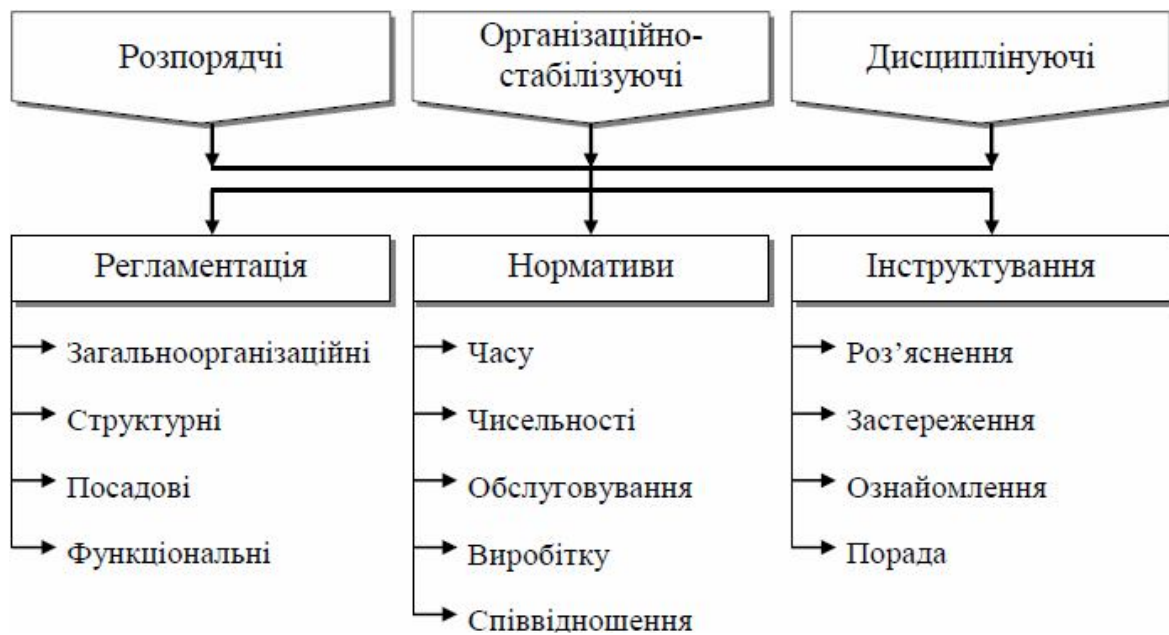 Розпорядчі
Організаційно-
стабілізуючі
Дисциплінуючі
Регламентація
Загальноорганізаційні
Структурні
Посадові
Функціональні
Нормативи
Часу
Чисельності
Обслуговування
Виробітку
Співвідношення
Інструктування
Роз’яснення
Застереження
Ознайомлення
Порада